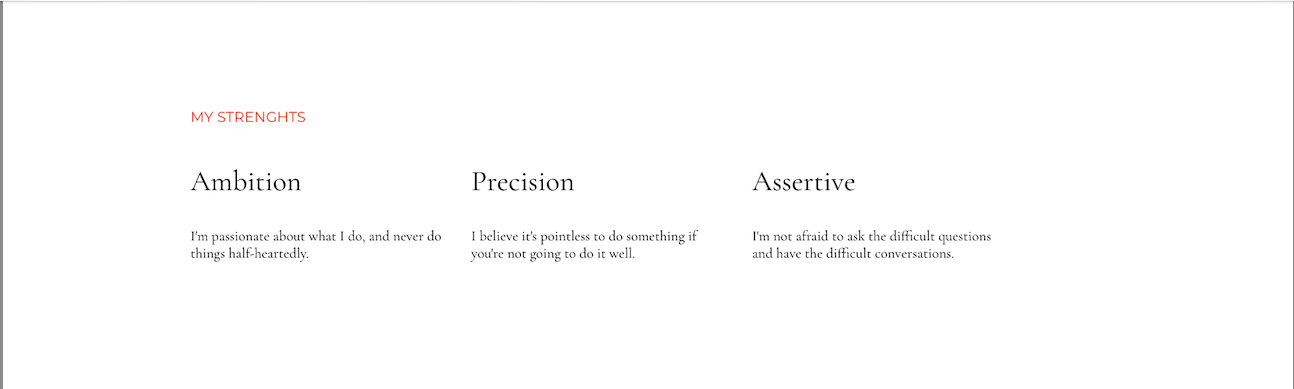 MY STRENGHTS
Ambition
I'm passionate about what I do, and never do
things half-heartedly.
Precision
I believe it's pointless to do something if
you're not going to do it well.
Assertive
I'm not afraid to ask the difficult questions
and have the difficult conversations.